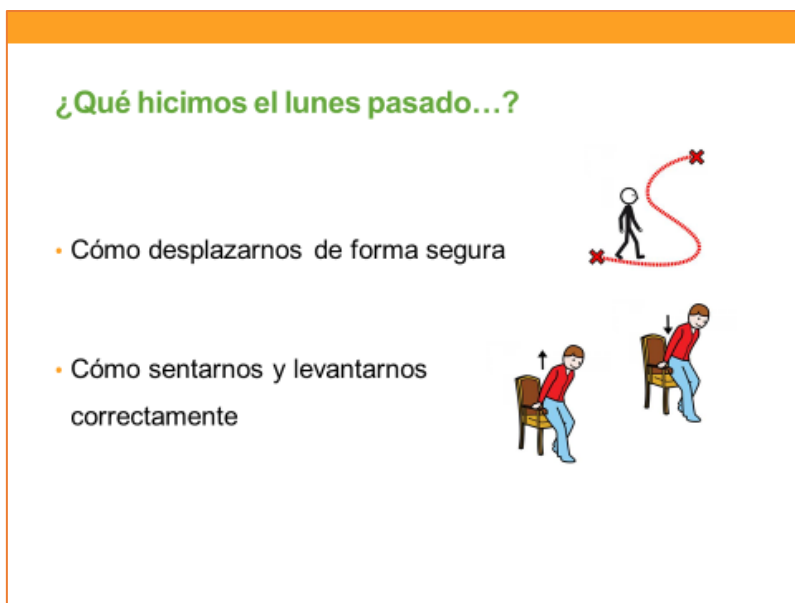 ¿Qué hicimos el lunes pasado…?
• Cómo desplazarnos de forma segura
• Cómo sentarnos y levantarnos
correctamente